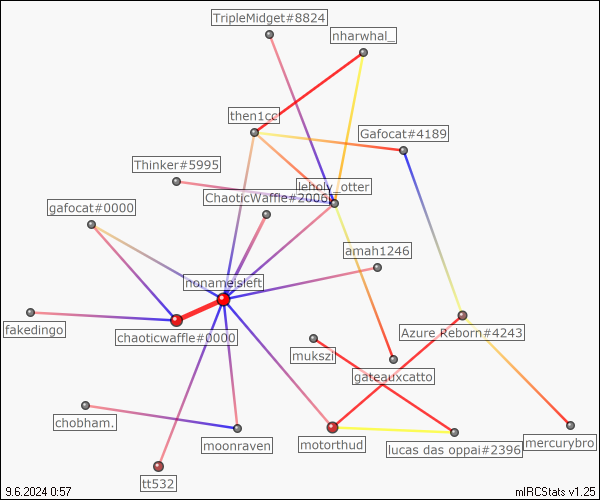 TripleMidget#8824
nharwhal_
then1cc
Gafocat#4189
Thinker#5995
leholy_otter
ChaoticWaffle#2006
gafocat#0000
amah1246
nonameisleft
fakedingo
chaoticwaffle#0000
Azure Reborn#4243
mukszi
gateauxcatto
chobham.
moonraven
motorthud
lucas das oppai#2396
mercurybro
tt532
9.6.2024 0:57
mIRCStats v1.25